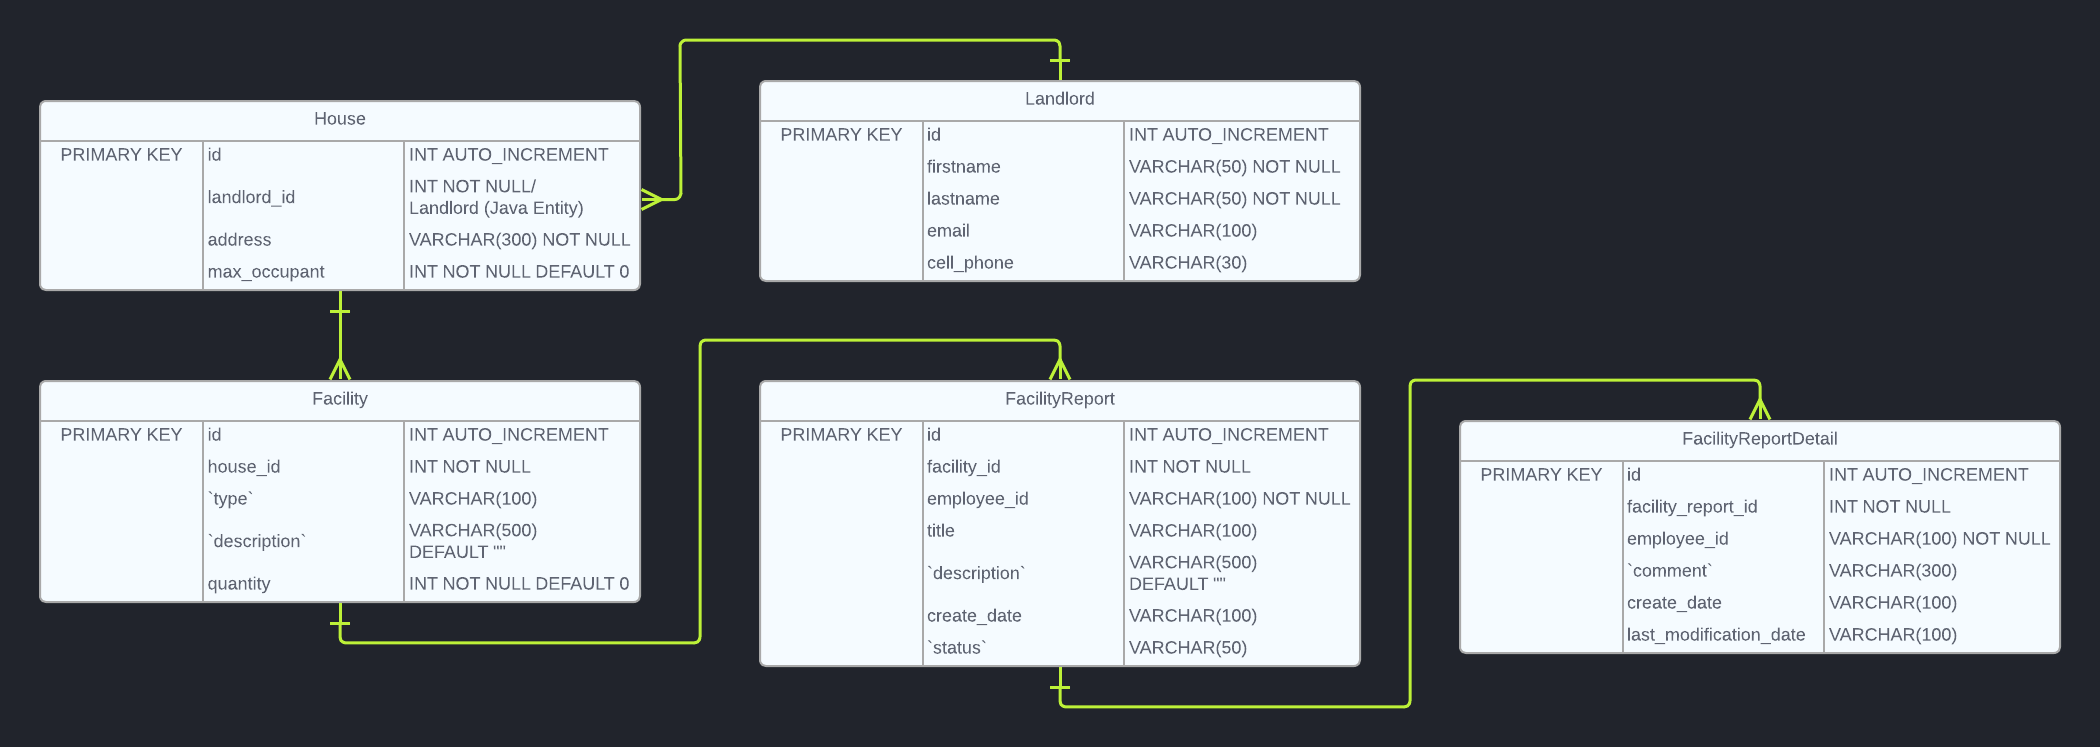 House
PRIMARY KEY id INT AUTO_INCREMENT
landlord_id INT NOT NULL/
Landlord (Java Entity)
address VARCHAR(300) NOT NULL
max_occupant INT NOT NULL DEFAULT 0
Landlord
PRIMARY KEY id INT AUTO_INCREMENT
firstname VARCHAR(50) NOT NULL
lastname VARCHAR(50) NOT NULL
email VARCHAR(100)
cell_phone VARCHAR(30)
Facility
PRIMARY KEY id INT AUTO_INCREMENT
house_id INT NOT NULL
`type` VARCHAR(100)
`description` VARCHAR(500)
DEFAULT ""
quantity INT NOT NULL DEFAULT 0
FacilityReport
PRIMARY KEY id INT AUTO_INCREMENT
facility_id INT NOT NULL
employee_id VARCHAR(100) NOT NULL
title VARCHAR(100)
`description` VARCHAR(500)
DEFAULT ""
create_date VARCHAR(100)
`status` VARCHAR(50)
FacilityReportDetail
PRIMARY KEY id INT AUTO_INCREMENT
facility_report_id INT NOT NULL
employee_id VARCHAR(100) NOT NULL
`comment` VARCHAR(300)
create_date VARCHAR(100)
last_modification_date VARCHAR(100)